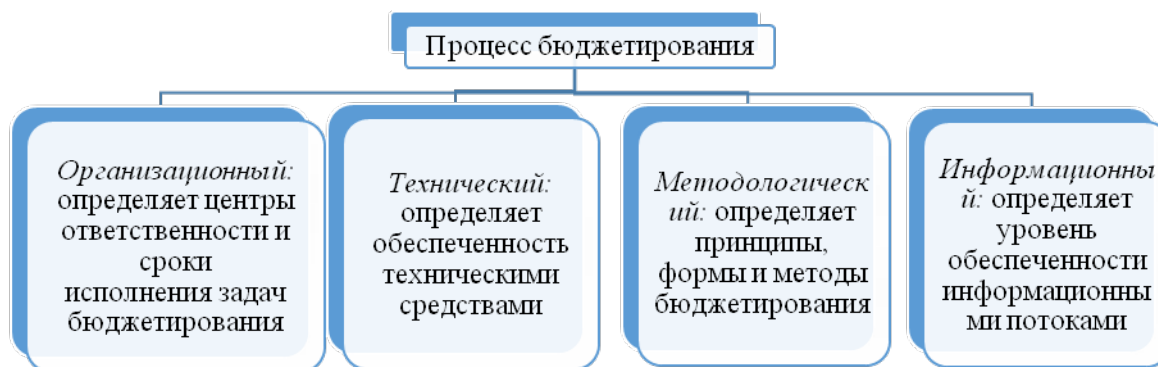 Процесс бюджетирования
Организационный:
определяет центры
ответственности и
сроки
исполнения задач
бюджетирования
Технический:
определяет
обеспеченность
техническими
средствами
Методологическ
ий: определяет
принципы,
формы и методы
бюджетирования
Информационны
й: определяет
уровень
обеспеченности
информационны
ми потоками